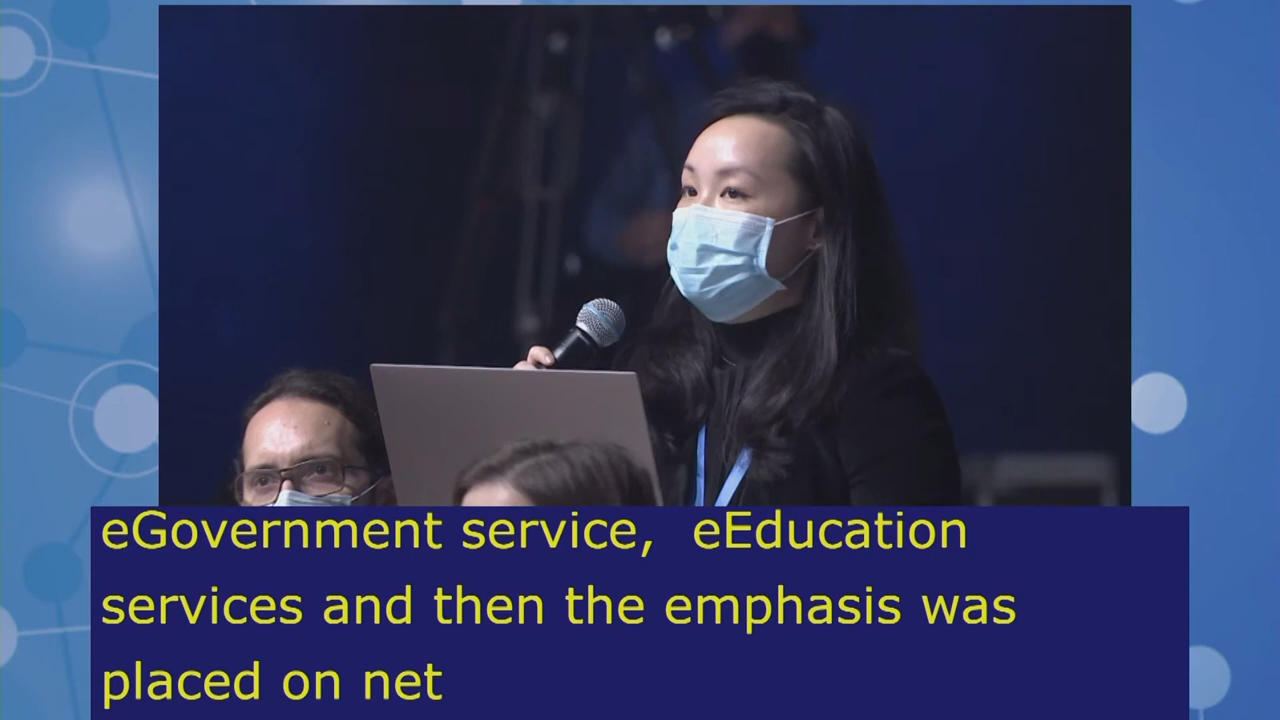 eGovernment service,  eEducation
services and then the emphasis was
placed on net